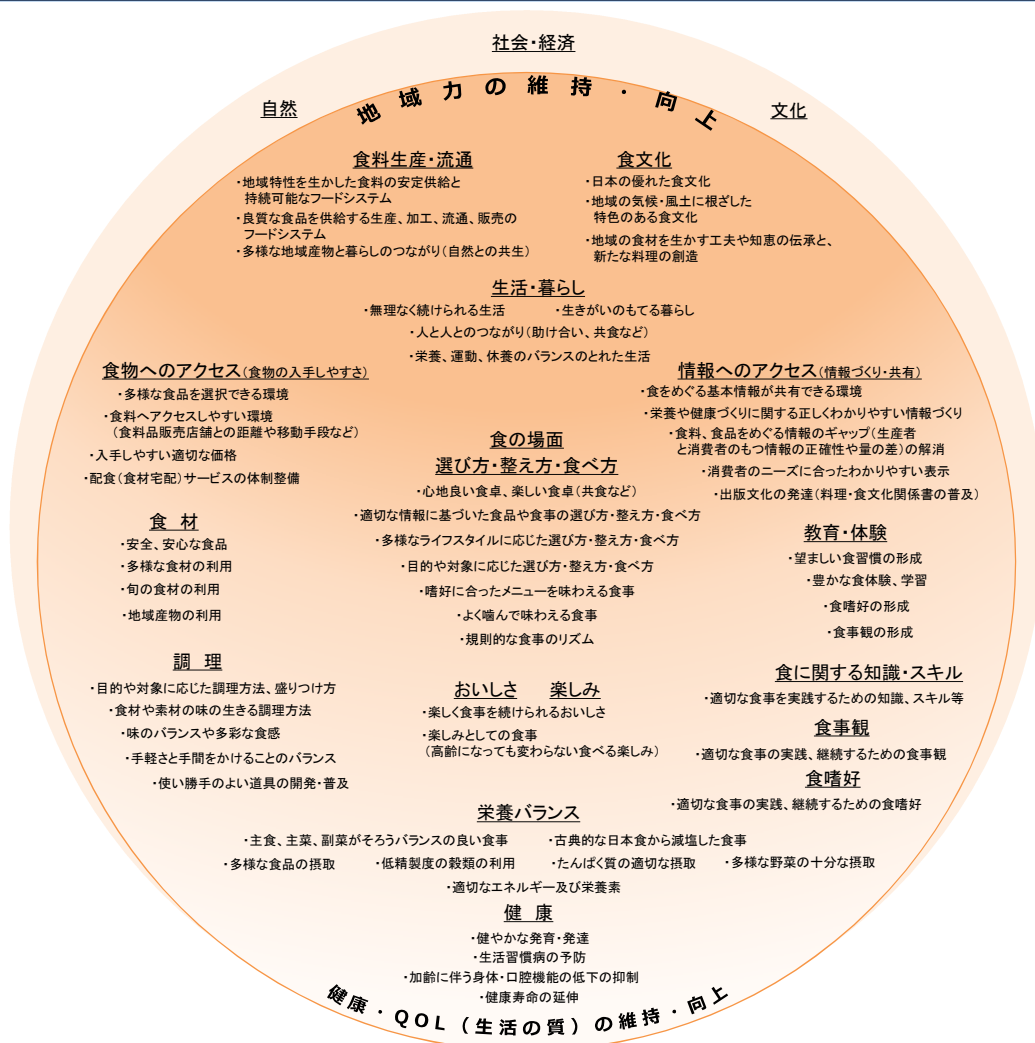 社会・経済
自然
文化
地域力の維持・向上
食料生産・流通
・地域特性を生かした食料の安定供給と
持続可能なフードシステム
・良質な食品を供給する生産、加工、流通、販売の
フードシステム
・多様な地域産物と暮らしのつながり(自然との共生)
食文化
・日本の優れた食文化
・地域の気候・風土に根ざした
特色のある食文化
・地域の食材を生かす工夫や知恵の伝承と、
新たな料理の創造
生活・暮らし
・無理なく続けられる生活
・生きがいのもてる暮らし
・人と人とのつながり(助け合い、共食など)
・栄養、運動、休養のバランスのとれた生活
食物へのアクセス(食物の入手しやすさ)
・多様な食品を選択できる環境
・食料へアクセスしやすい環境
(食料品販売店舗との距離や移動手段など)
・入手しやすい適切な価格
・配食(食材宅配)サービスの体制整備
情報へのアクセス(情報づくり・共有)
・食をめぐる基本情報が共有できる環境
・栄養や健康づくりに関する正しくわかりやすい情報づくり
・食料、食品をめぐる情報のギャップ(生産者
と消費者のもつ情報の正確性や量の差)の解消
・消費者のニーズに合ったわかりやすい表示
・出版文化の発達(料理・食文化関係書の普及)
食の場面
選び方・整え方・食べ方
・心地良い食卓、楽しい食卓(共食など)
・適切な情報に基づいた食品や食事の選び方・整え方・食べ方
・多様なライフスタイルに応じた選び方・整え方・食べ方
・目的や対象に応じた選び方・整え方・食べ方
・嗜好に合ったメニューを味わえる食事
・よく噛んで味わえる食事
・規則的な食事のリズム
食 材
・安全、安心な食品
・多様な食材の利用
・旬の食材の利用
・地域産物の利用
教育・体験
・望ましい食習慣の形成
・豊かな食体験、学習
・食嗜好の形成
・食事観の形成
調 理
・目的や対象に応じた調理方法、盛りつけ方
・食材や素材の味の生きる調理方法
・味のバランスや多彩な食感
・手軽さと手間をかけることのバランス
・使い勝手のよい道具の開発・普及
おいしさ 楽しみ
・楽しく食事を続けられるおいしさ
・楽しみとしての食事
(高齢になっても変わらない食べる楽しみ)
食に関する知識・スキル
・適切な食事を実践するための知識、スキル等
食事観
・適切な食事の実践、継続するための食事観
食嗜好
・適切な食事の実践、継続するための食嗜好
栄養バランス
・主食、主菜、副菜がそろうバランスの良い食事
・古典的な日本食から減塩した食事
・多様な食品の摂取
・低精製度の穀類の利用
・たんぱく質の適切な摂取
・多様な野菜の十分な摂取
・適切なエネルギー及び栄養素
健 康
・健やかな発育・発達
・生活習慣病の予防
・加齢に伴う身体・口腔機能の低下の抑制
・健康寿命の延伸
健康・QOL(生活の質)の維持・向上